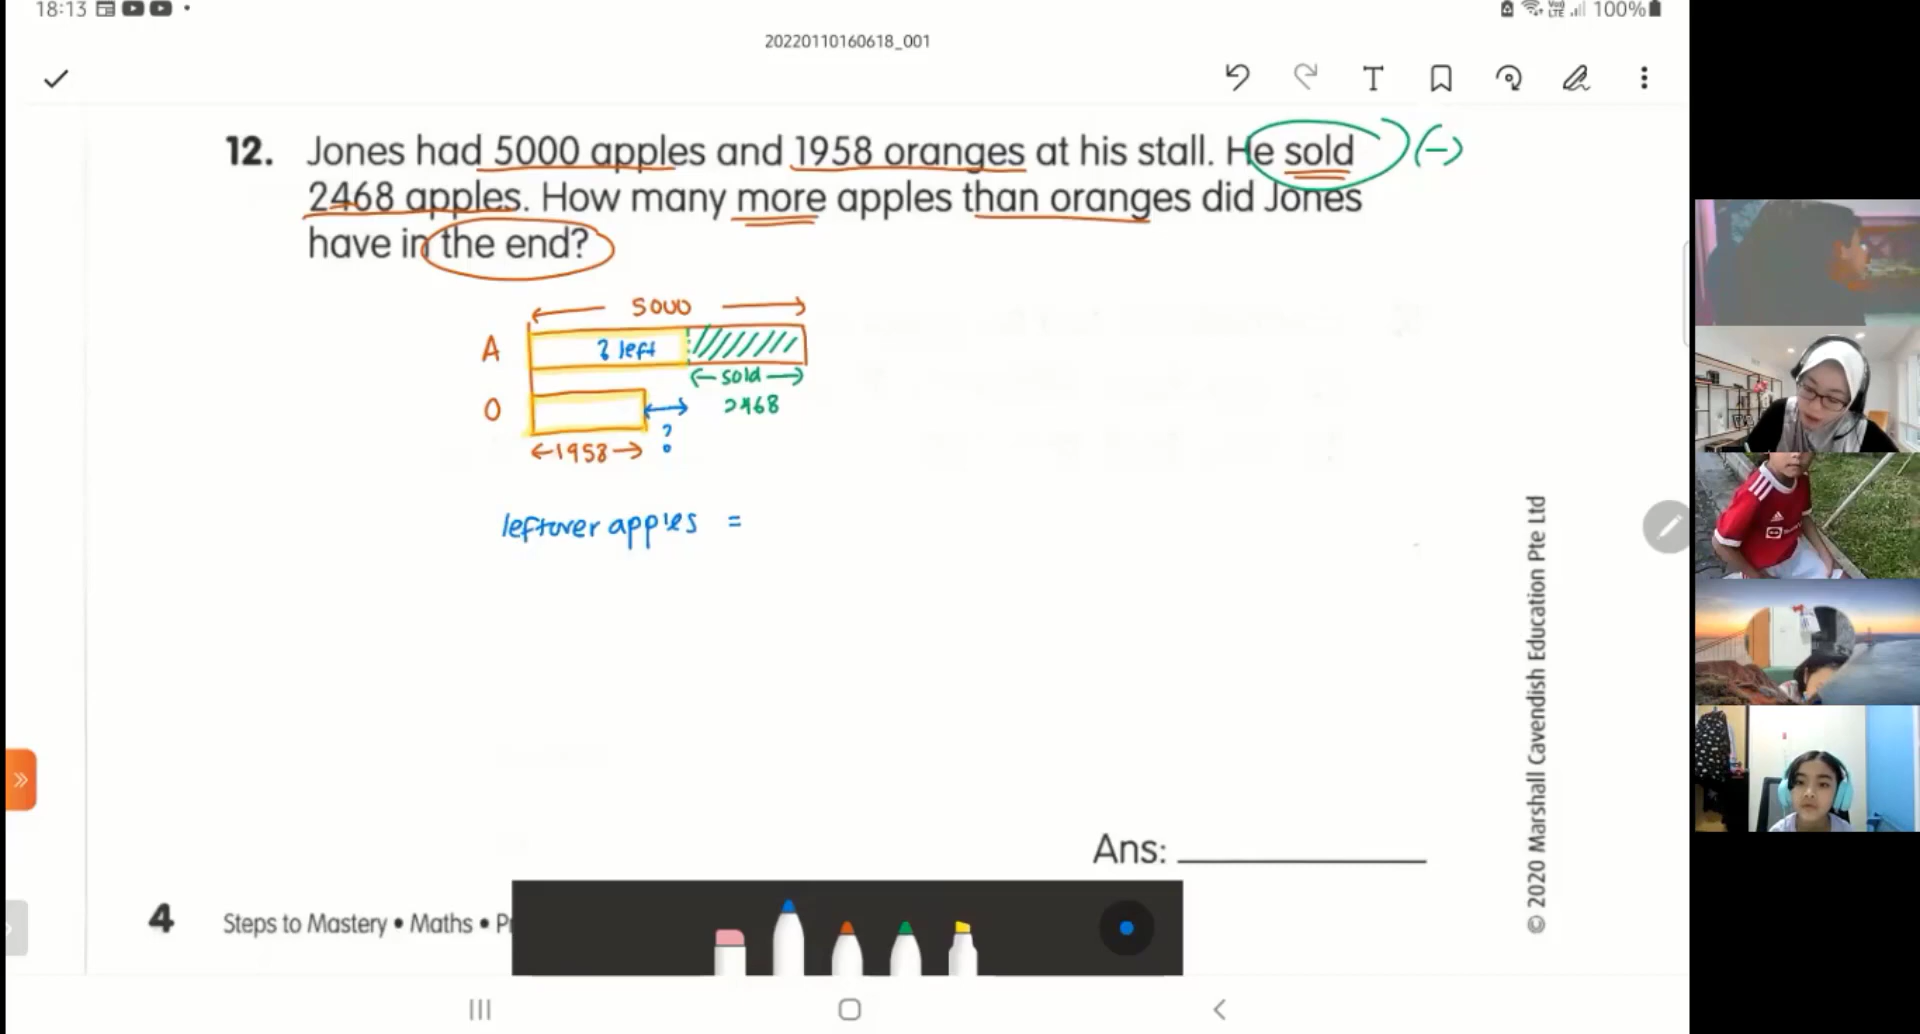 18:13
VoD LTE 100%
20220110160618_001
T
12. Jones had 5000 apples and 1958 oranges at his stall. He sold (-)
2468 apples. How many more apples than oranges did Jones
have in the end?
5000
A ? left
sold
O 2468
1958 ?
leftover apples =
Ans:
4 Steps to Mastery • Maths • P
© 2020 Marshall Cavendish Education Pte Ltd